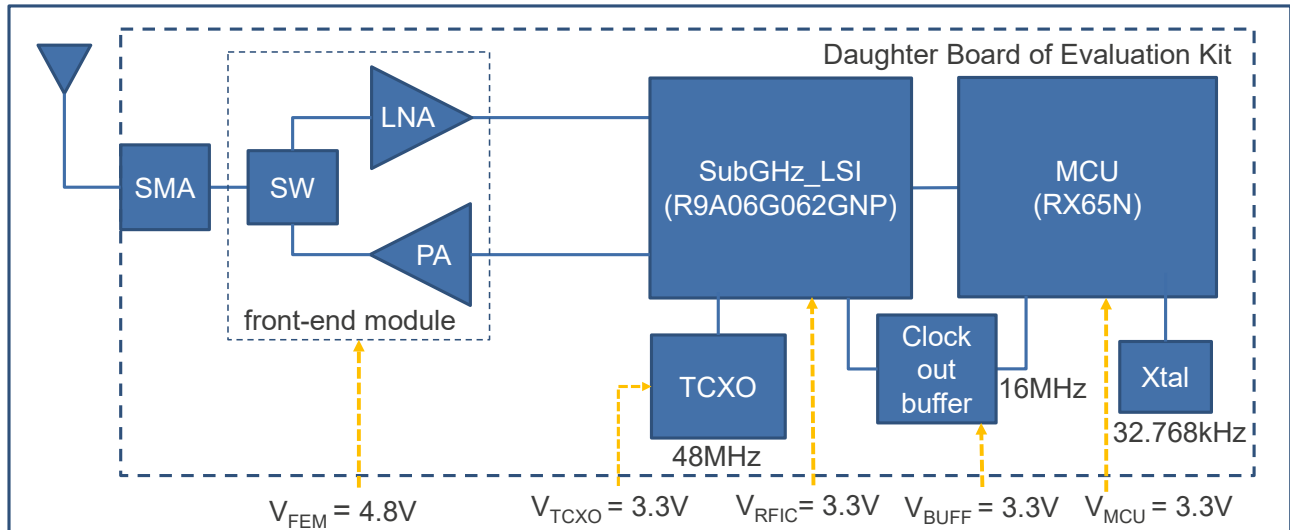 Daughter Board of Evaluation Kit
LNA
SMA
SW
PA
front-end module
SubGHz_LSI
(R9A06G062GNP)
MCU
(RX65N)
TCXO
48MHz
Clock
out
buffer
16MHz
Xtal
32.768kHz
VFEM = 4.8V
VTCXO = 3.3V
VRFIC= 3.3V
VBUFF = 3.3V
VMCU = 3.3V